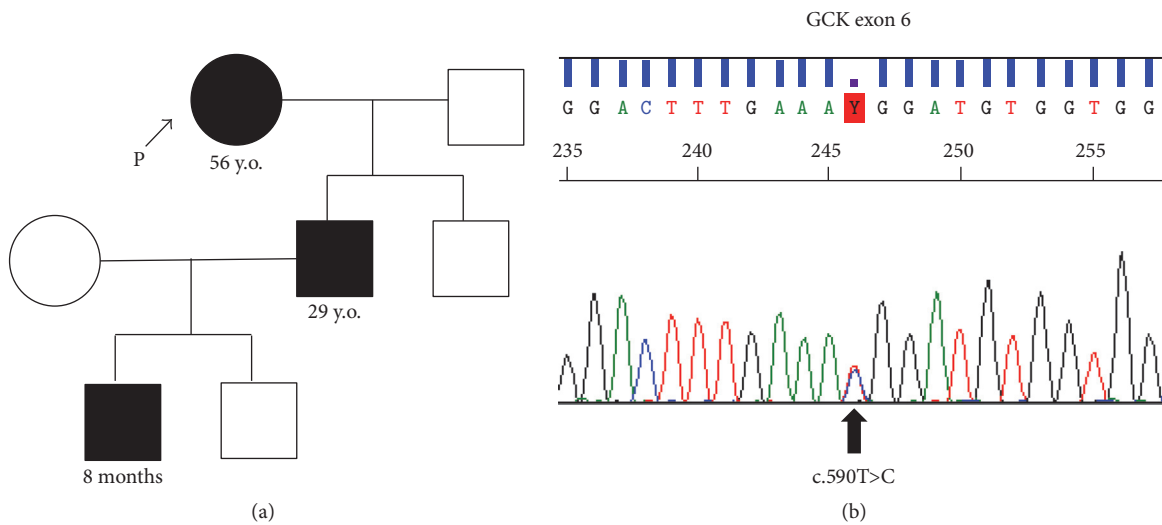 P
56 y.o.
29 y.o.
8 months
(a)
GCK exon 6
G G A C T T T G A A A Y G G A T G T G G T G G
235 240 245 250 255
c.590T>C
(b)